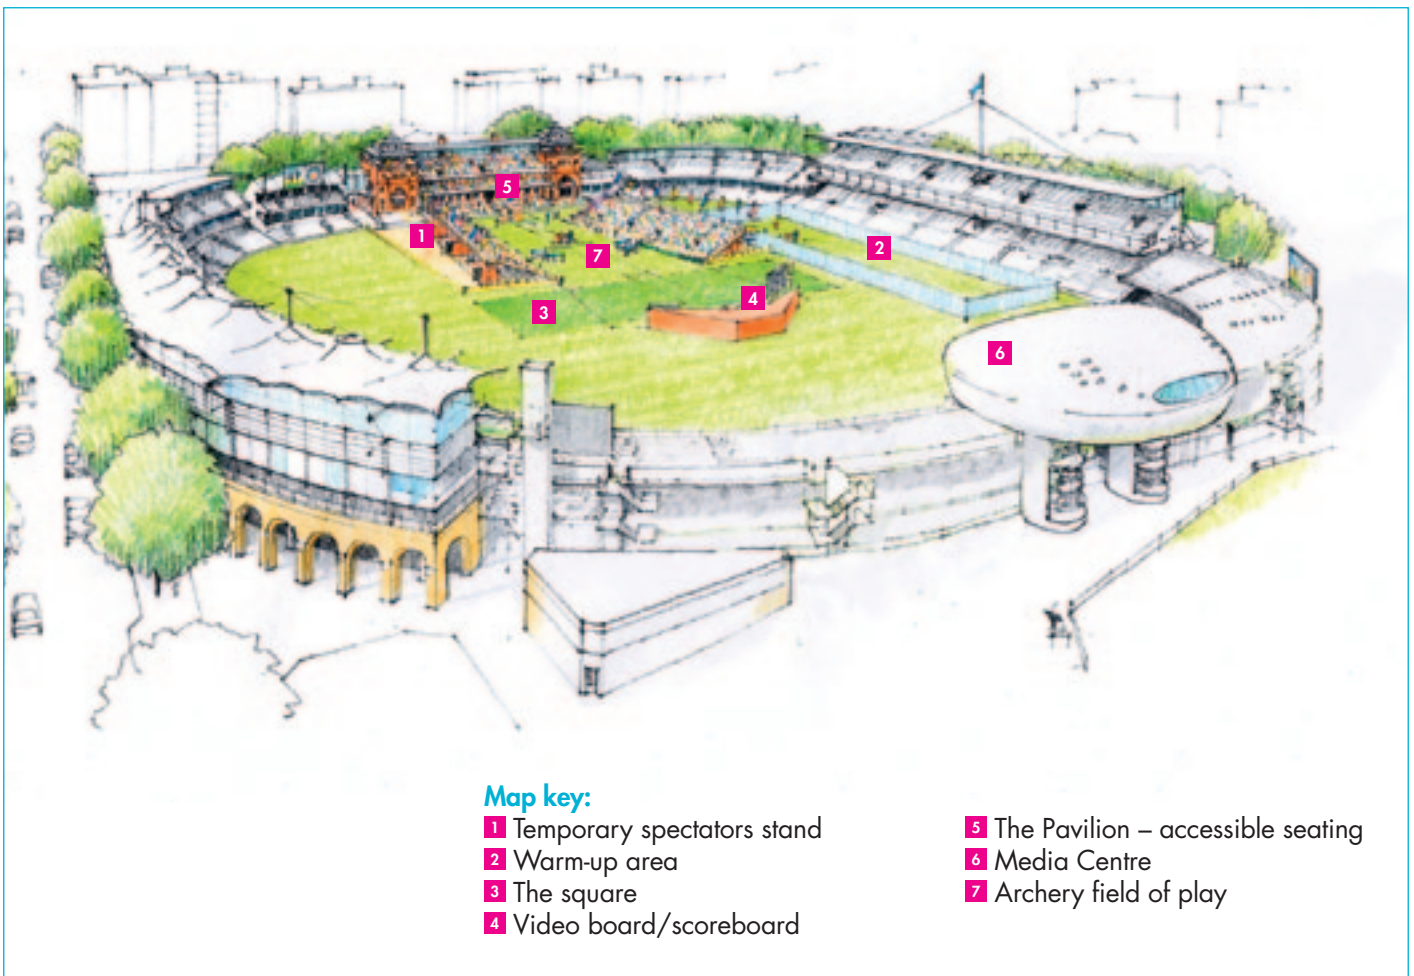 5
1
2
7
4
3
6
Map key:
1 Temporary spectators stand
2 Warm-up area
3 The square
4 Video board/scoreboard
5 The Pavilion – accessible seating
6 Media Centre
7 Archery field of play